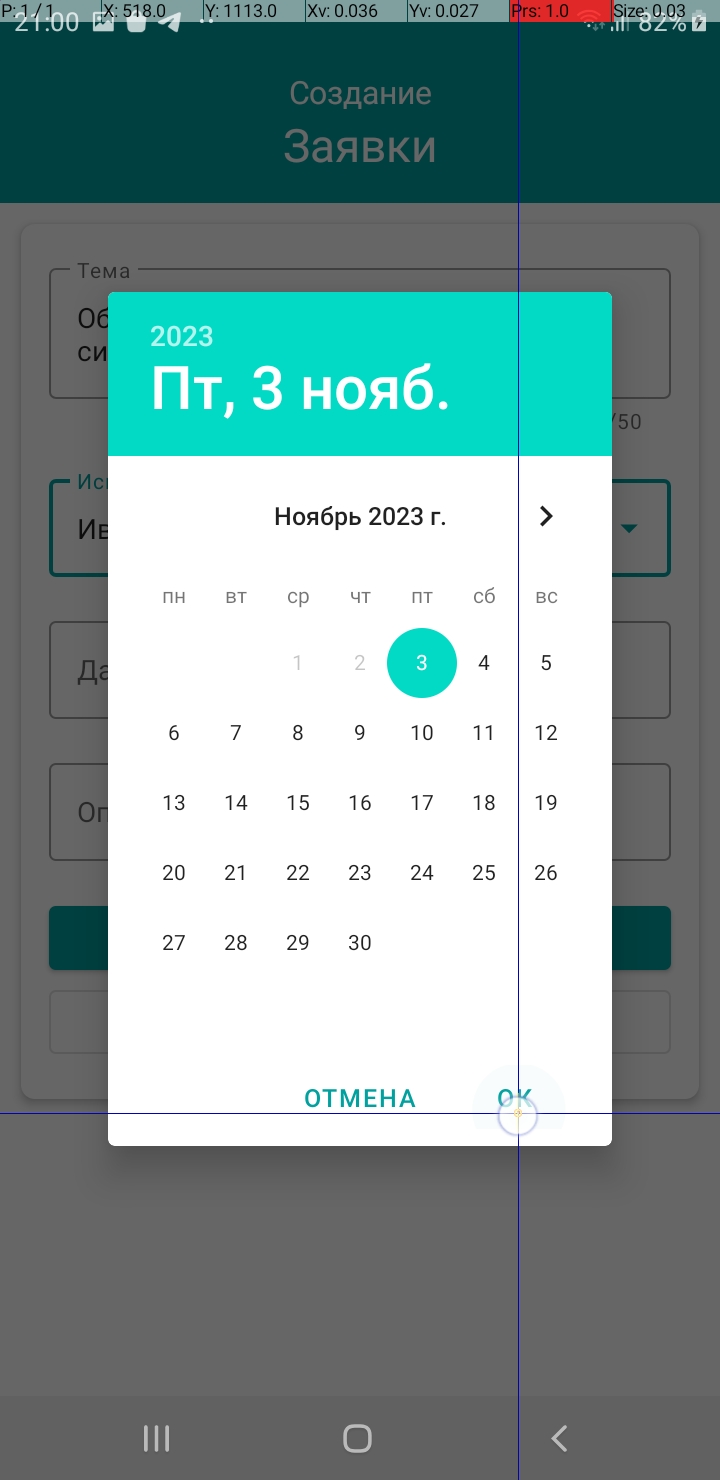 P: 1 / 1 X: 518.0 Y: 1113.0 Xv: 0.036 Yv: 0.027 Prs: 1.0 Size: 0.03
21:00 82%
Создание
Заявки
Тема
Об
си
/50
Ис
Ив
Да
Оп
2023
Пт, 3 нояб.
Ноябрь 2023 г.
пн вт ср чт пт сб вс
1 2 3 4 5
6 7 8 9 10 11 12
13 14 15 16 17 18 19
20 21 22 23 24 25 26
27 28 29 30
ОТМЕНА ОК